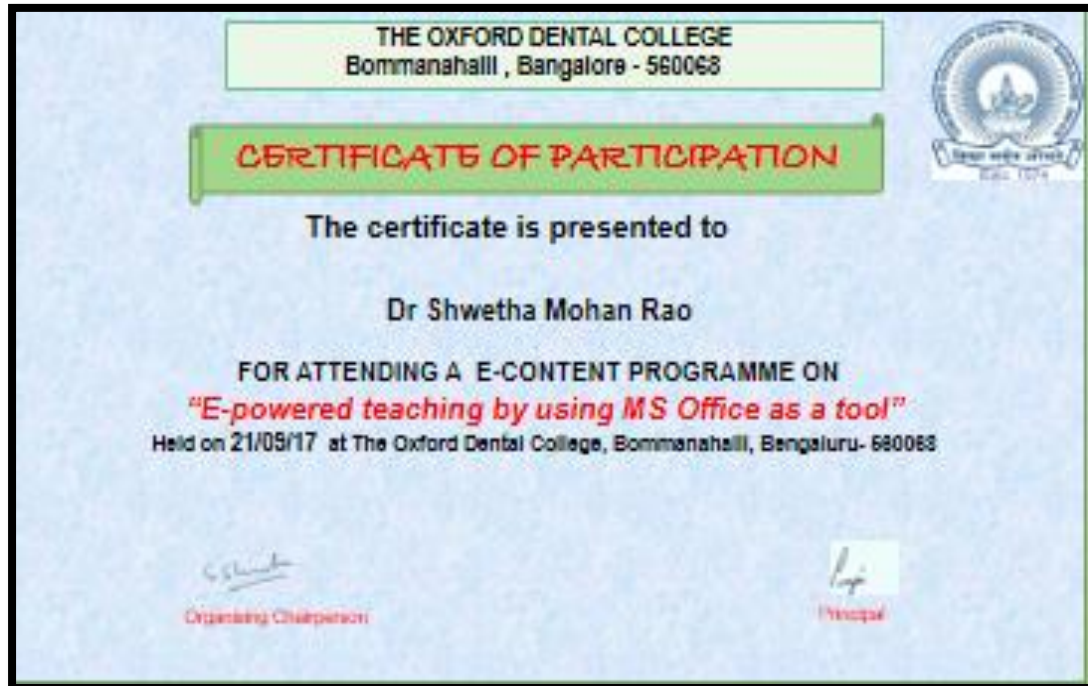 THE OXFORD DENTAL COLLEGE
Bommanahalli , Bangalore - 560068
CERTIFICATE OF PARTICIPATION
The certificate is presented to
Dr Shwetha Mohan Rao
FOR ATTENDING A E-CONTENT PROGRAMME ON
"E-powered teaching by using MS Office as a tool"
Held on 21/09/17 at The Oxford Dental College, Bommanahalli, Bengaluru- 560068
Organising Chairperson
Principal